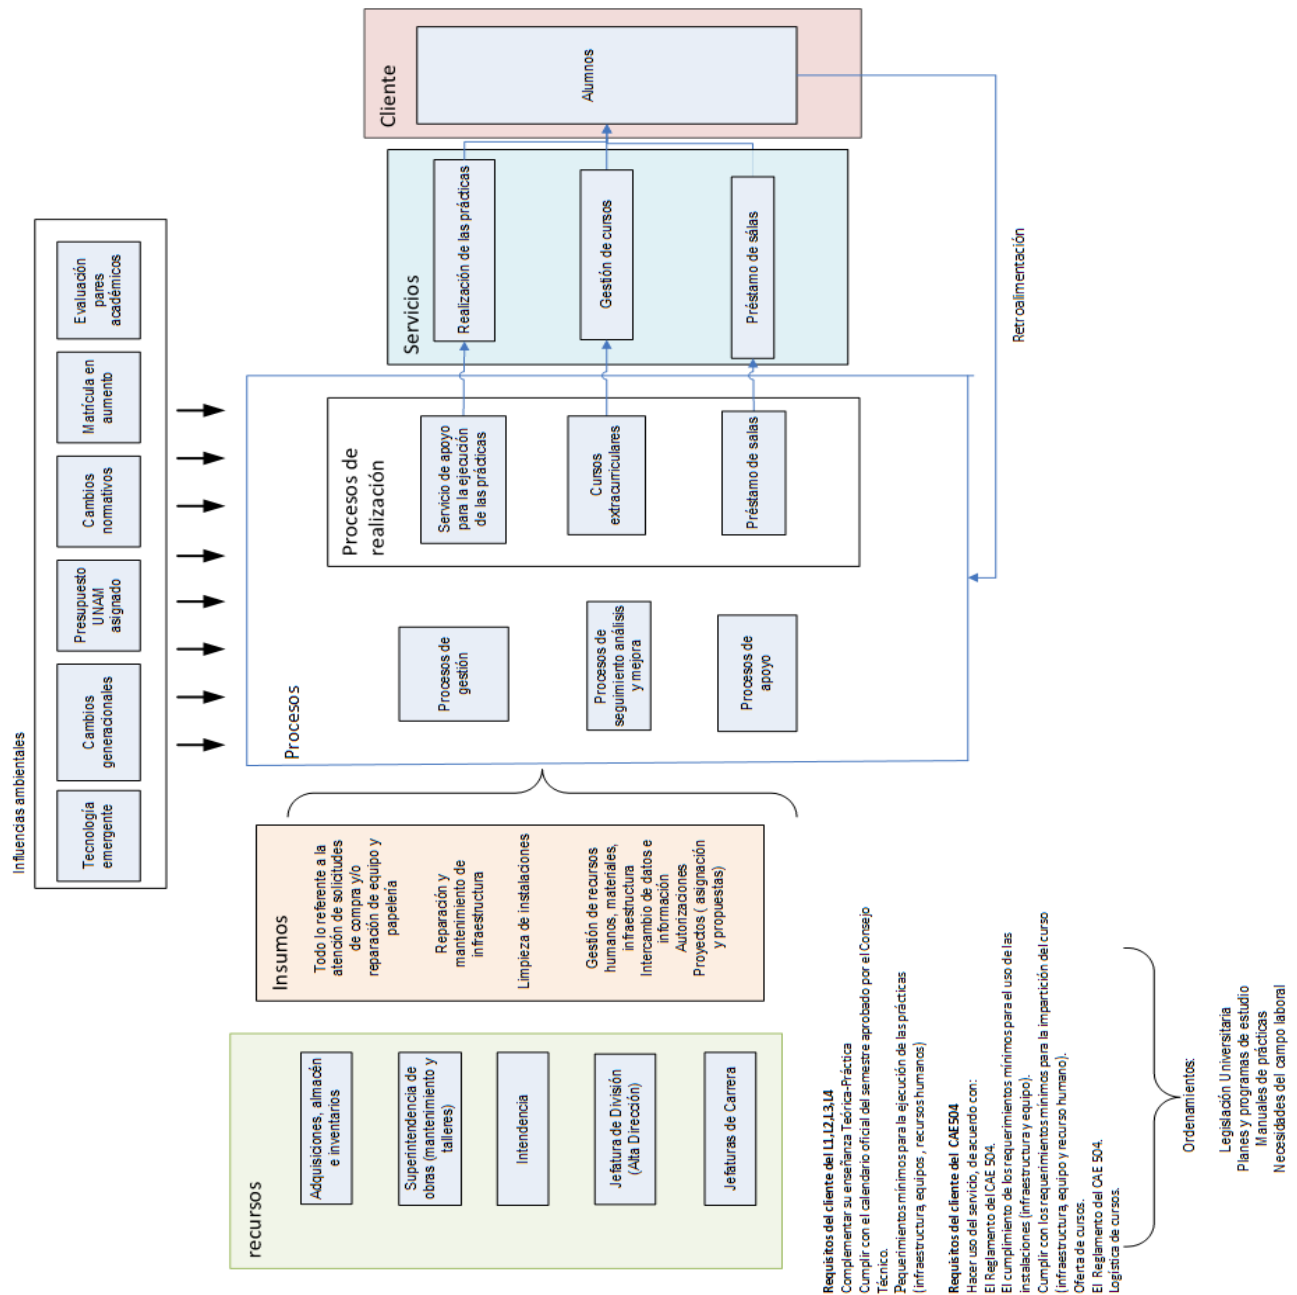 Influencias ambientales
Tecnología
emergente
Cambios
generacionales
Presupuesto
UNAM
asignado
Cambios
normativos
Matrícula en
aumento
Evaluación
pares
académicos
recursos
Adquisiciones, almacén
e inventarios
Superintendencia de
obras (mantenimiento y
talleres)
Intendencia
Jefatura de División
(Alta Dirección)
Jefaturas de Carrera
Insumos
Todo lo referente a la
atención de solicitudes
de compra y/o
reparación de equipo y
papelería
Reparación y
mantenimiento de
infraestructura
Limpieza de instalaciones
Gestión de recursos
humanos, materiales,
infraestructura
Intercambio de datos e
información
Autorizaciones
Proyectos ( asignación
y propuestas)
Procesos
Procesos de
gestión
Procesos de
seguimiento análisis
y mejora
Procesos de
apoyo
Procesos de
realización
Servicio de apoyo
para la ejecución
de las prácticas
Cursos
extracurriculares
Préstamo de salas
Servicios
Realización de las prácticas
Gestión de cursos
Préstamo de sálas
Cliente
Alumnos
Retroalimentación
Requisitos del cliente del L1,L2,L3,L4
Complementar su enseñanza Teórica-Práctica
Cumplir con el calendario oficial del semestre aprobado por el Consejo
Técnico.
Pequerimientos mínimos para la ejecución de las prácticas
(infraestructura, equipos , recursos humanos)
Requisitos del cliente del CAE504
Hacer uso del servicio, de acuerdo con:
El Reglamento del CAE 504.
El cumplimiento de los requerimientos mínimos para el uso de las
instalaciones (infraestructura y equipo).
Cumplir con los requerimientos mínimos para la impartición del curso
(infraestructura, equipo y recurso humano).
Oferta de cursos.
El Reglamento del CAE 504.
Logística de cursos.
Ordenamientos:
Legislación Universitaria
Planes y programas de estudio
Manuales de prácticas
Necesidades del campo laboral